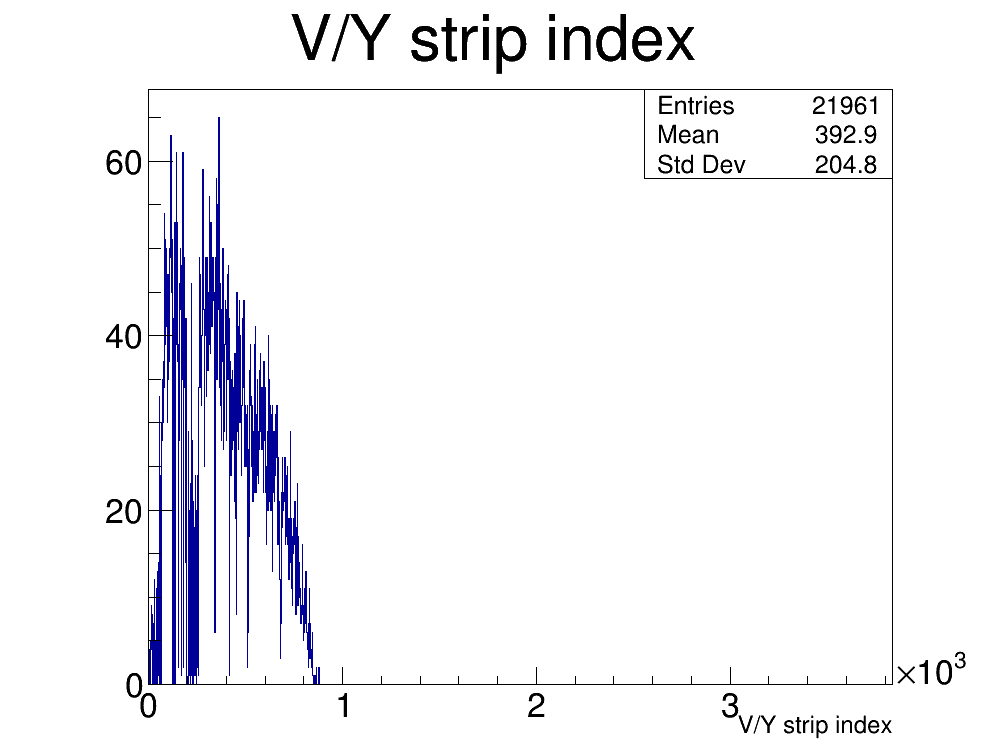 V/Y strip index
Entries 21961
Mean 392.9
Std Dev 204.8
60
40
20
0
0 1 2 3
×10³
V/Y strip index